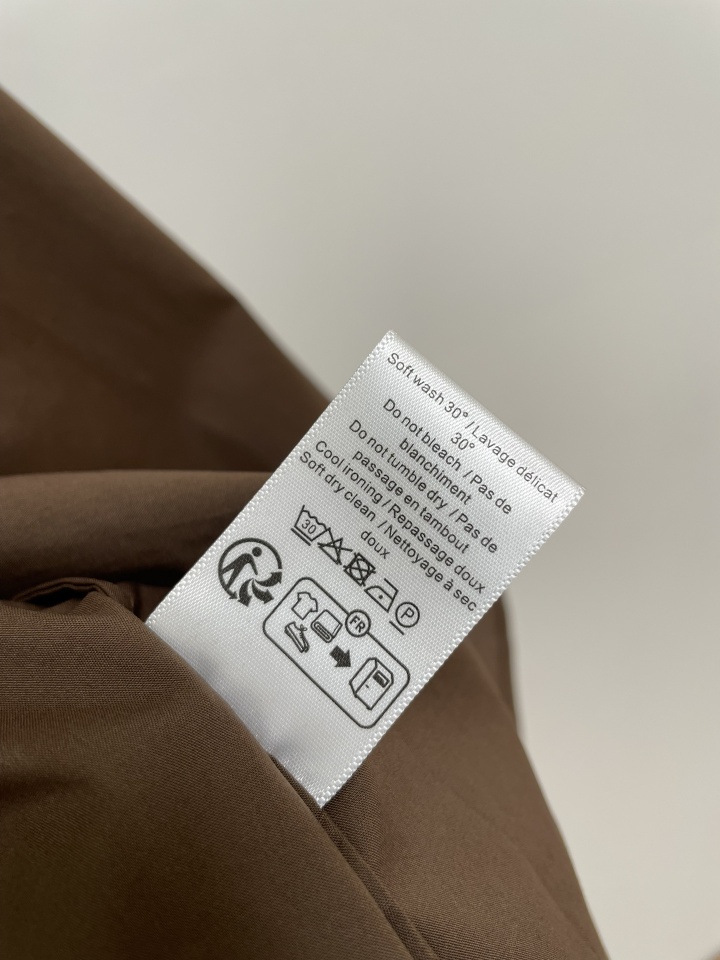 Soft wash 30° / Lavage délicat
30°
Do not bleach / Pas de
blanchiment
Do not tumble dry / Pas de
passage en tambout
Cool ironing / Repassage doux
Soft dry clean / Nettoyage à sec
doux
30 P
FR